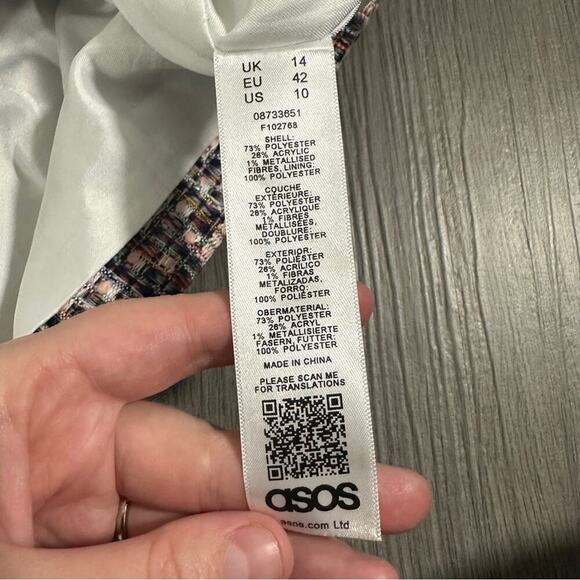 UK 14
EU 42
US 10
08733651
F102768
SHELL:
73% POLYESTER
26% ACRYLIC
1% METALLISED
FIBRES, LINING:
100% POLYESTER
COUCHE
EXTÉRIEURE:
73% POLYESTER
26% ACRYLIQUE
1% FIBRES
METALLISÉES,
DOUBLURE:
100% POLYESTER
EXTERIOR:
73% POLIÉSTER
26% ACRÍLICO
1% FIBRAS
METALIZADAS,
FORRO:
100% POLIÉSTER
OBERMATERIAL:
73% POLYESTER
26% ACRYL
1% METALLISIERTE
FASERN, FUTTER:
100% POLYESTER
MADE IN CHINA
PLEASE SCAN ME
FOR TRANSLATIONS
asos
asos.com Ltd